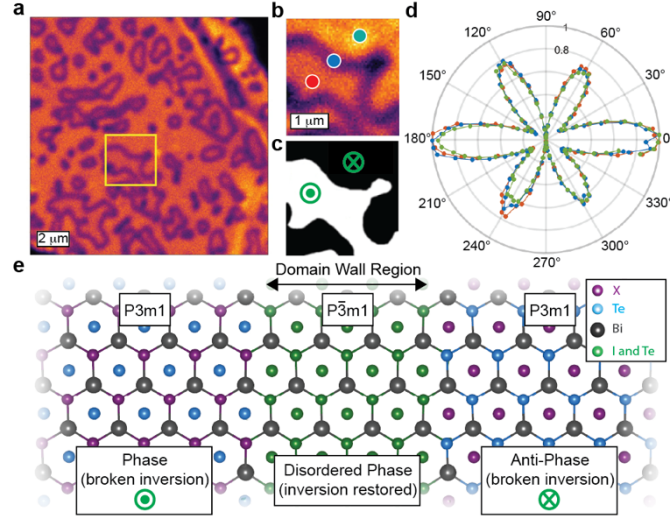 a
2 µm
b
1 µm
c
d
90°
60°
30°
0
330°
300°
270°
240°
210°
180°
150°
120°
1
0.8
e
Domain Wall Region
P3m1
P3̄m1
P3m1
X
Te
Bi
I and Te
Phase
(broken inversion)
Disordered Phase
(inversion restored)
Anti-Phase
(broken inversion)